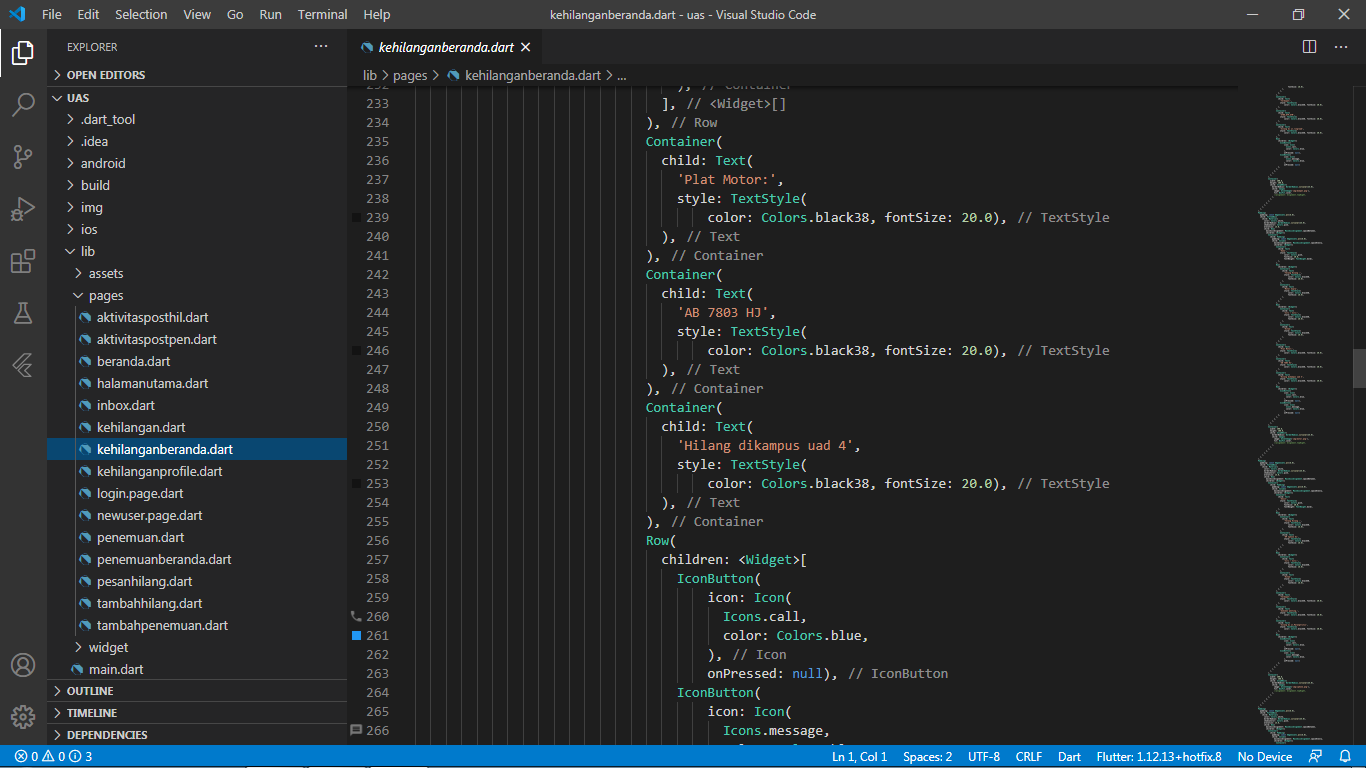 File Edit Selection View Go Run Terminal Help kehilanganberanda.dart - uas - Visual Studio Code
EXPLORER
OPEN EDITORS
UAS
.dart_tool
.idea
android
build
img
ios
lib
assets
pages
aktivitasposthil.dart
aktivitaspostpen.dart
beranda.dart
halamanutama.dart
inbox.dart
kehilangan.dart
kehilanganberanda.dart
kehilanganprofile.dart
login.page.dart
newuser.page.dart
penemuan.dart
penemuanberanda.dart
pesanhilang.dart
tambahhilang.dart
tambahpenemuan.dart
widget
main.dart
OUTLINE
TIMELINE
DEPENDENCIES
kehilanganberanda.dart
lib > pages > kehilanganberanda.dart > ...
232 ), // Container
233 ], // <Widget>[]
234 ), // Row
235 Container(
236 child: Text(
237 'Plat Motor:',
238 style: TextStyle(
239 color: Colors.black38, fontSize: 20.0), // TextStyle
240 ), // Text
241 ), // Container
242 Container(
243 child: Text(
244 'AB 7803 HJ',
245 style: TextStyle(
246 color: Colors.black38, fontSize: 20.0), // TextStyle
247 ), // Text
248 ), // Container
249 Container(
250 child: Text(
251 'Hilang dikampus uad 4',
252 style: TextStyle(
253 color: Colors.black38, fontSize: 20.0), // TextStyle
254 ), // Text
255 ), // Container
256 Row(
257 children: <Widget>[
258 IconButton(
259 icon: Icon(
260 Icons.call,
261 color: Colors.blue,
262 ), // Icon
263 onPressed: null), // IconButton
264 IconButton(
265 icon: Icon(
266 Icons.message,
0 0 3 Ln 1, Col 1 Spaces: 2 UTF-8 CRLF Dart Flutter: 1.12.13+hotfix.8 No Device